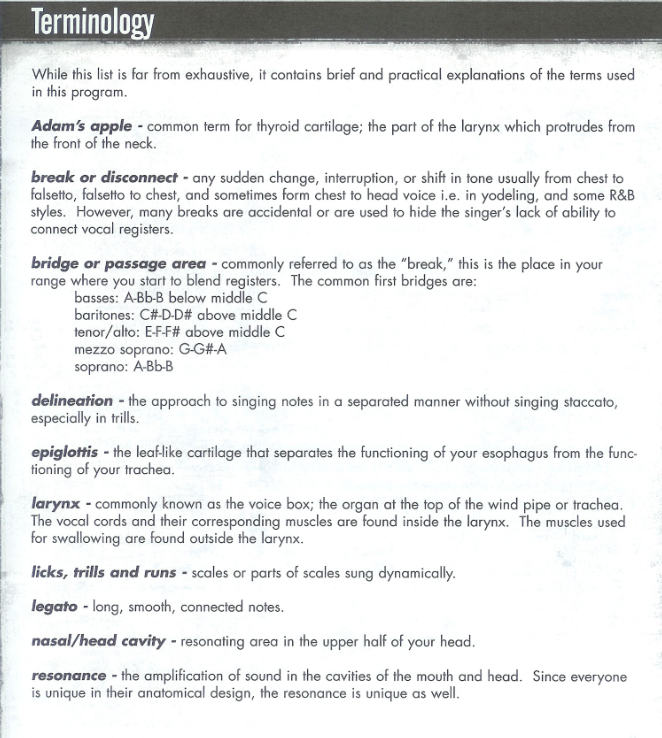 Terminology
While this list is far from exhaustive, it contains brief and practical explanations of the terms used
in this program.
Adam's apple - common term for thyroid cartilage; the part of the larynx which protrudes from
the front of the neck.
break or disconnect - any sudden change, interruption, or shift in tone usually from chest to
falsetto, falsetto to chest, and sometimes form chest to head voice i.e. in yodeling, and some R&B
styles.  However, many breaks are accidental or are used to hide the singer's lack of ability to
connect vocal registers.
bridge or passage area - commonly referred to as the "break," this is the place in your
range where you start to blend registers.  The common first bridges are:
basses: A-Bb-B below middle C
baritones: C#-D-D# above middle C
tenor/alto: E-F-F# above middle C
mezzo soprano: G-G#-A
soprano: A-Bb-B
delineation - the approach to singing notes in a separated manner without singing staccato,
especially in trills.
epiglottis - the leaf-like cartilage that separates the functioning of your esophagus from the func-
tioning of your trachea.
larynx - commonly known as the voice box; the organ at the top of the wind pipe or trachea.
The vocal cords and their corresponding muscles are found inside the larynx.  The muscles used
for swallowing are found outside the larynx.
licks, trills and runs - scales or parts of scales sung dynamically.
legato - long, smooth, connected notes.
nasal/head cavity - resonating area in the upper half of your head.
resonance - the amplification of sound in the cavities of the mouth and head.  Since everyone
is unique in their anatomical design, the resonance is unique as well.